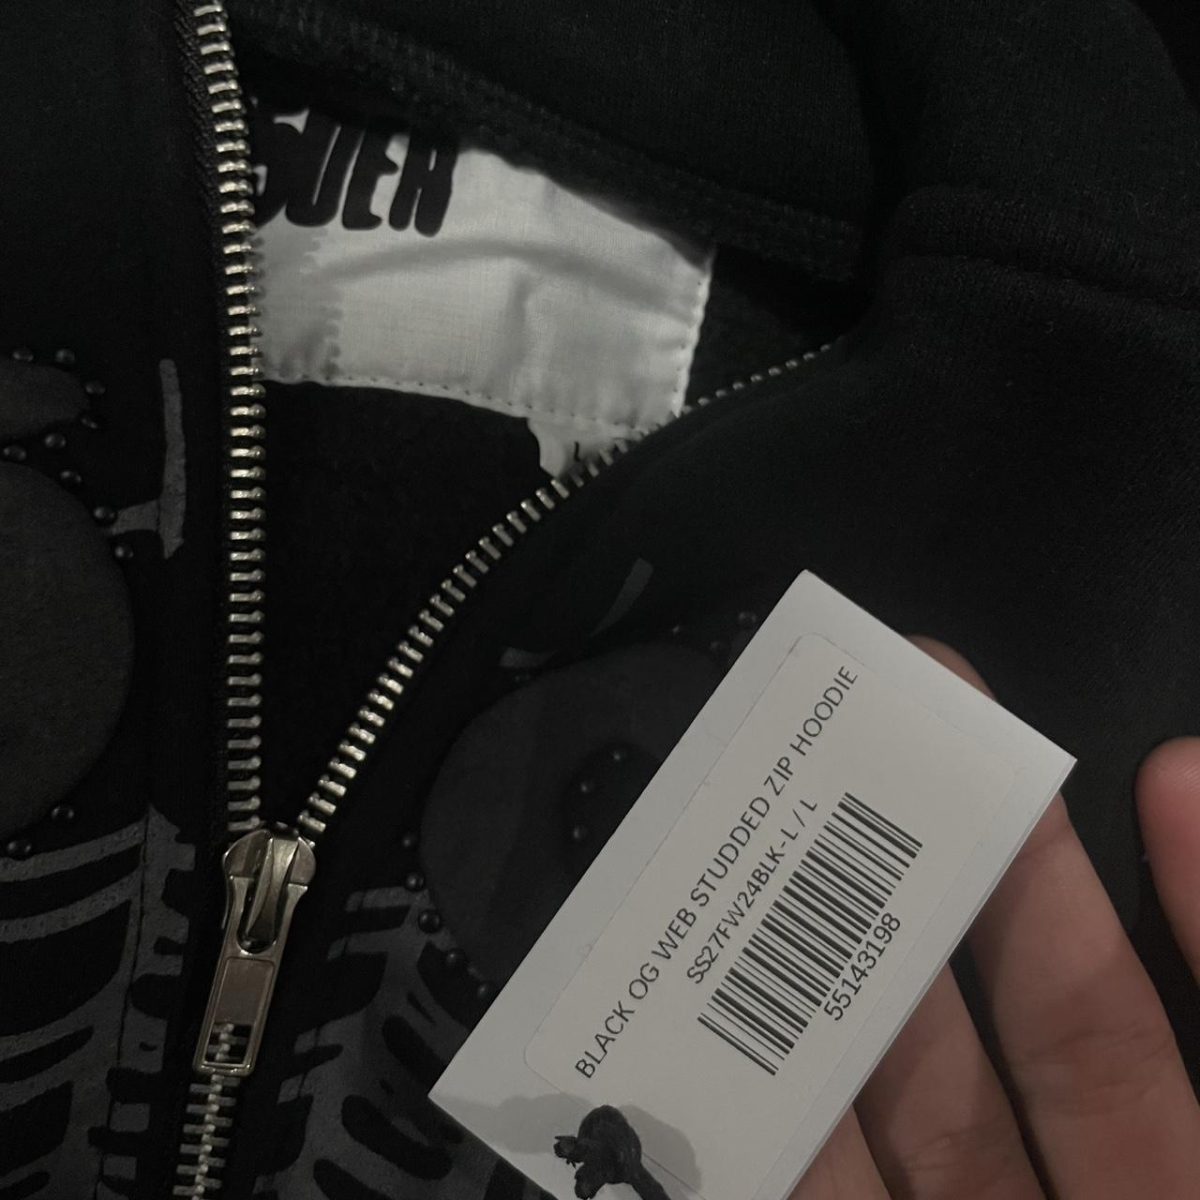 BLACK OG WEB STUDDED ZIP HOODIE
SS27FW24BLK - L / L
55143198